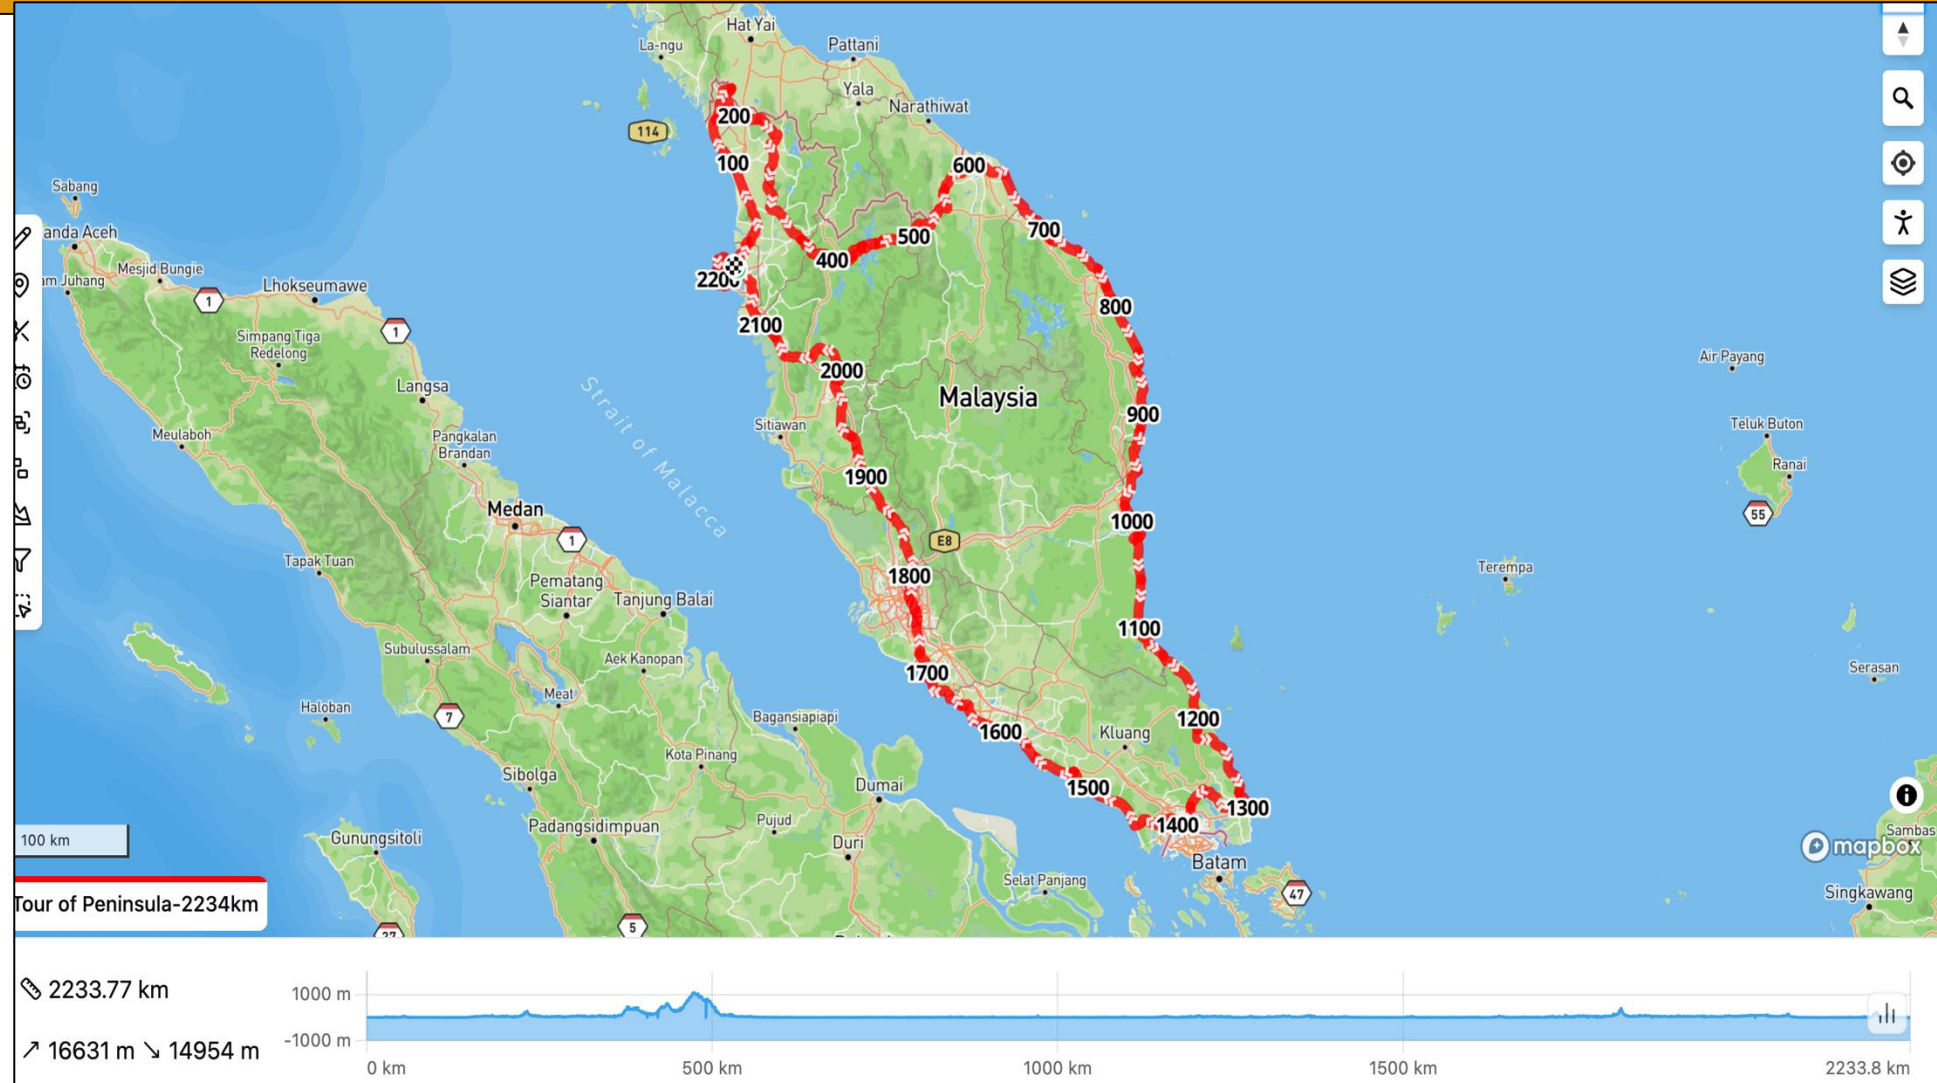 Hat Yai
La-ngu
Pattani
Yala
Narathiwat
114
200
100
600
Sabang
anda Aceh
Mesjid Bungie
am Juhang
Lhokseumawe
1
1
Simpang Tiga
Redelong
Langsa
Meulaboh
Pangkalan
Brandan
Medan
1
Tapak Tuan
Pematang
Siantar
Tanjung Balai
Subulussalam
Aek Kanopan
Meat
Haloban
7
Bagansiapiapi
Kota Pinang
Sibolga
Dumai
Gunungsitoli
Padangsidimpuan
Pujud
Duri
Selat Panjang
5
27
Strait of Malacca
500
400
700
2200
2100
800
2000
Malaysia
900
Sitiawan
1900
1000
E8
1800
1100
1700
1200
1600
Kluang
1500
1300
1400
Batam
47
Air Payang
Teluk Buton
Ranai
55
Terempa
Serasan
Sambas
mapbox
Singkawang
100 km
Tour of Peninsula-2234km
2233.77 km
↗ 16631 m ↘ 14954 m
1000 m
-1000 m
0 km
500 km
1000 km
1500 km
2233.8 km